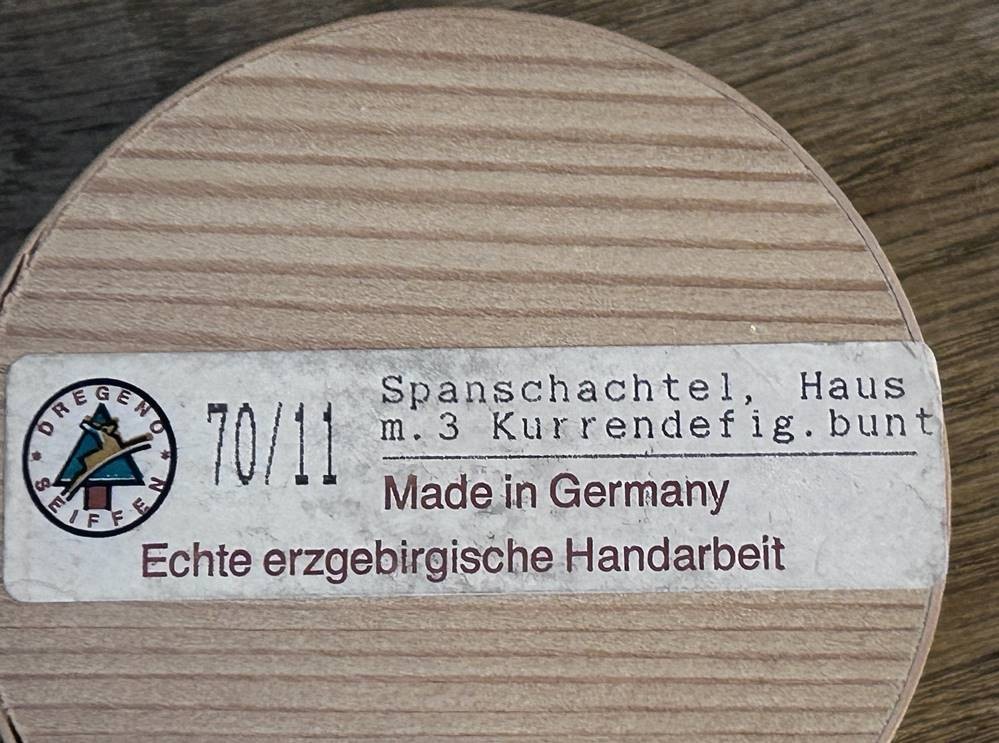 DREGENO
SEIFFEN
70/11
Spanschachtel, Haus
m.3 Kurrendefig.bunt
Made in Germany
Echte erzgebirgische Handarbeit